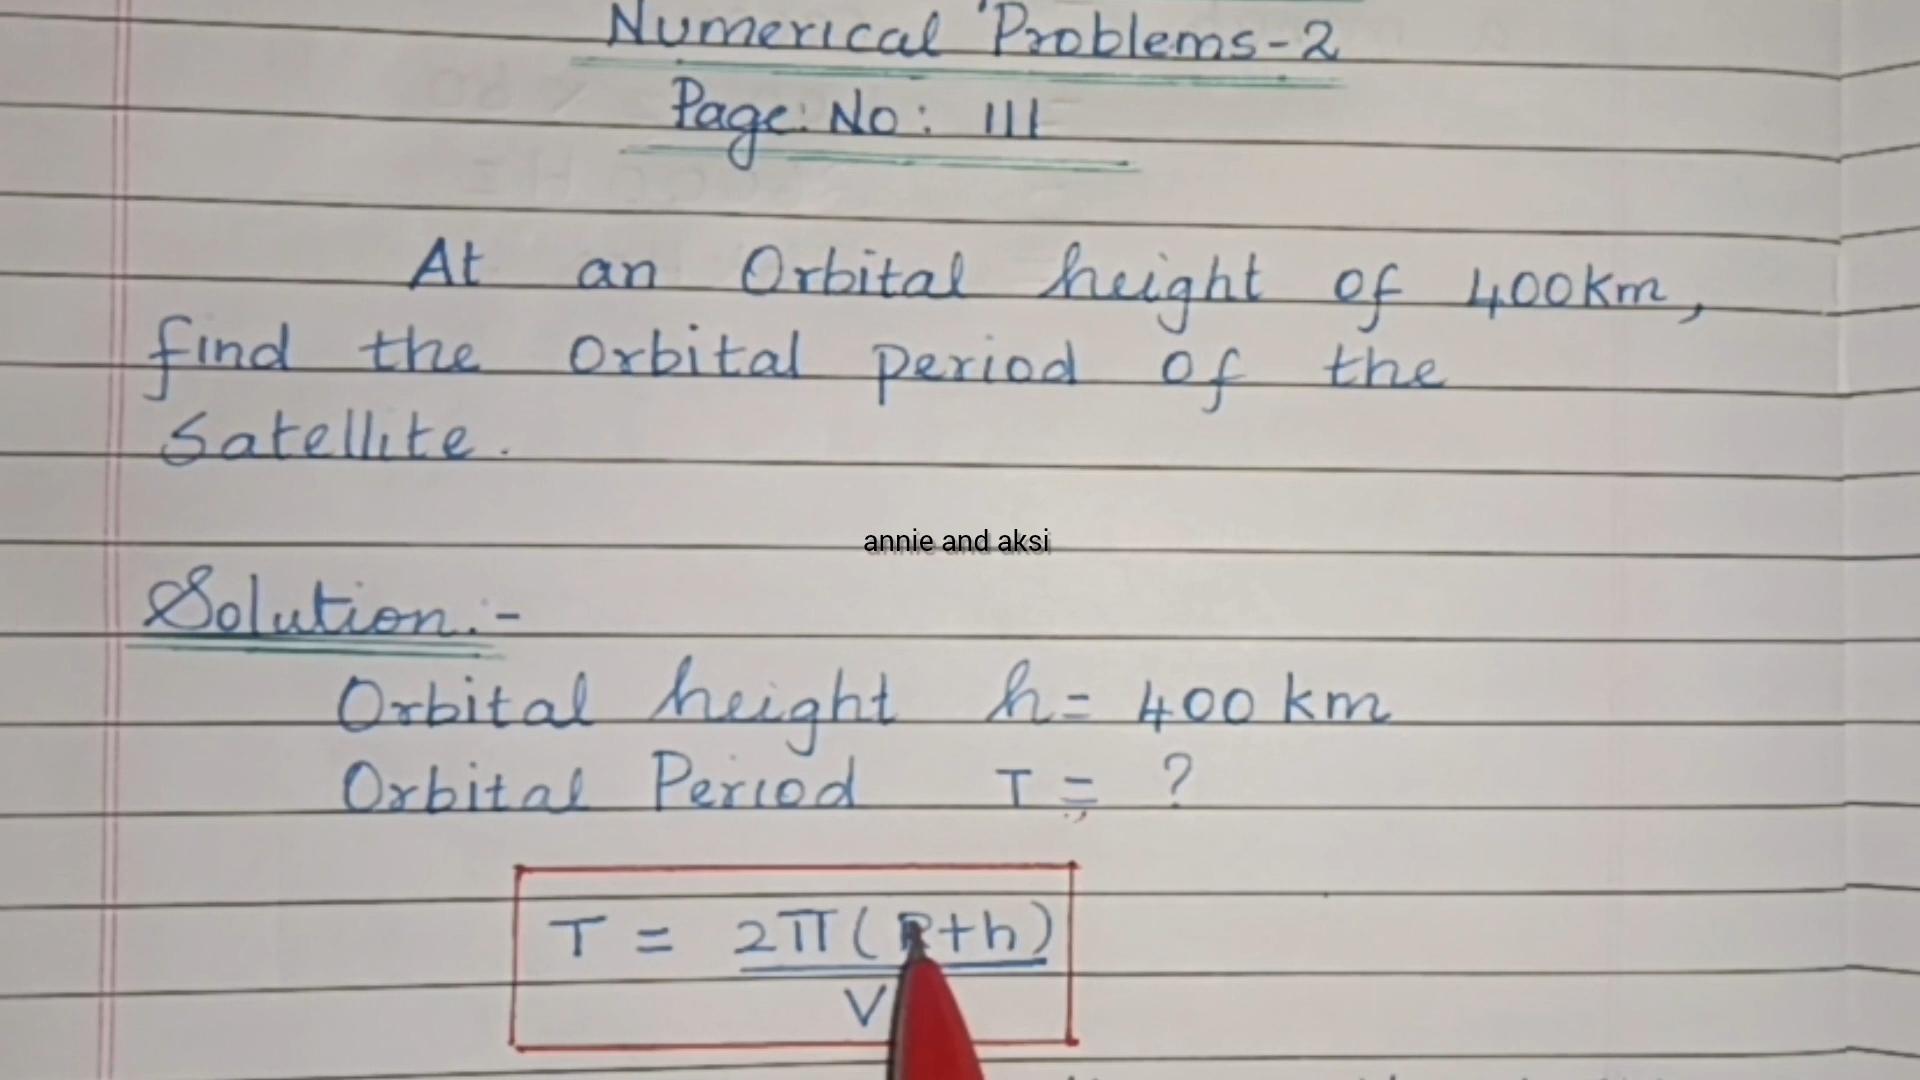 Numerical Problems-2
Page: No: 111
At an Orbital height of 400km,
find the orbital period of the
satellite.
annie and aksi
Solution:-
Orbital height h= 400 km
Orbital Period T = ?
T = 2π(R+h)
V